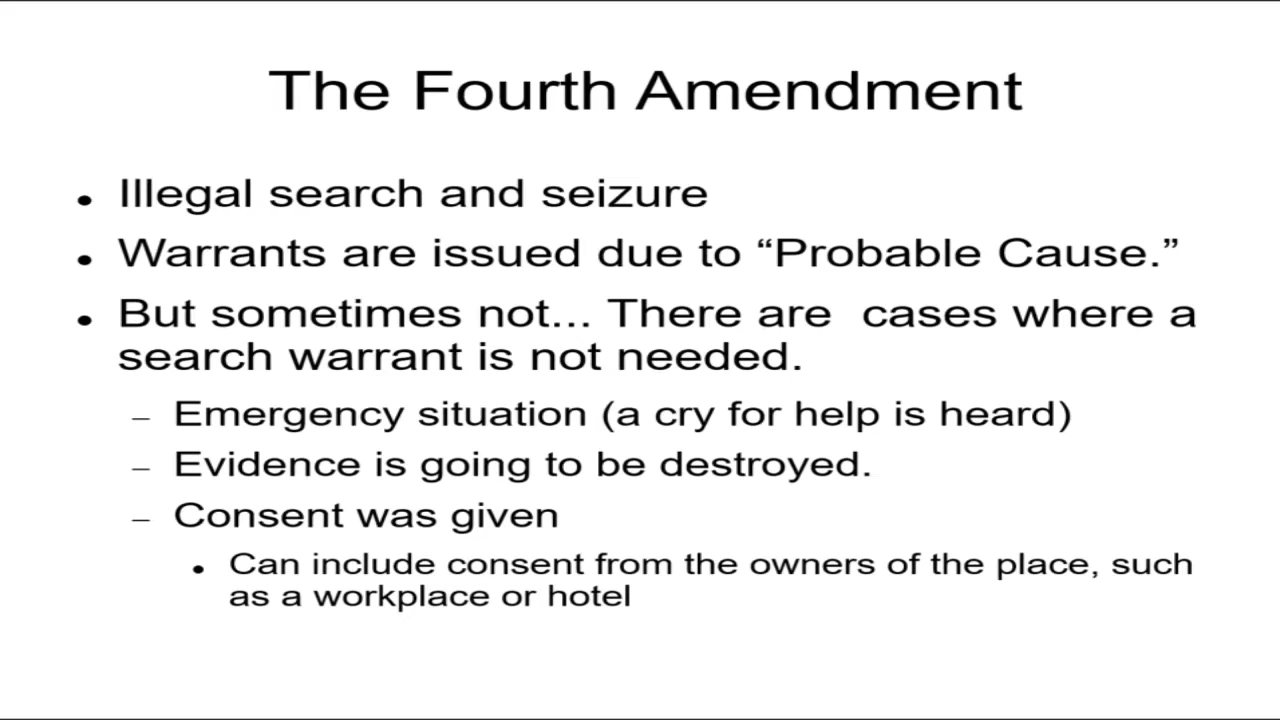 The Fourth Amendment
• Illegal search and seizure
• Warrants are issued due to “Probable Cause.”
• But sometimes not... There are  cases where a
search warrant is not needed.
– Emergency situation (a cry for help is heard)
– Evidence is going to be destroyed.
– Consent was given
• Can include consent from the owners of the place, such
as a workplace or hotel